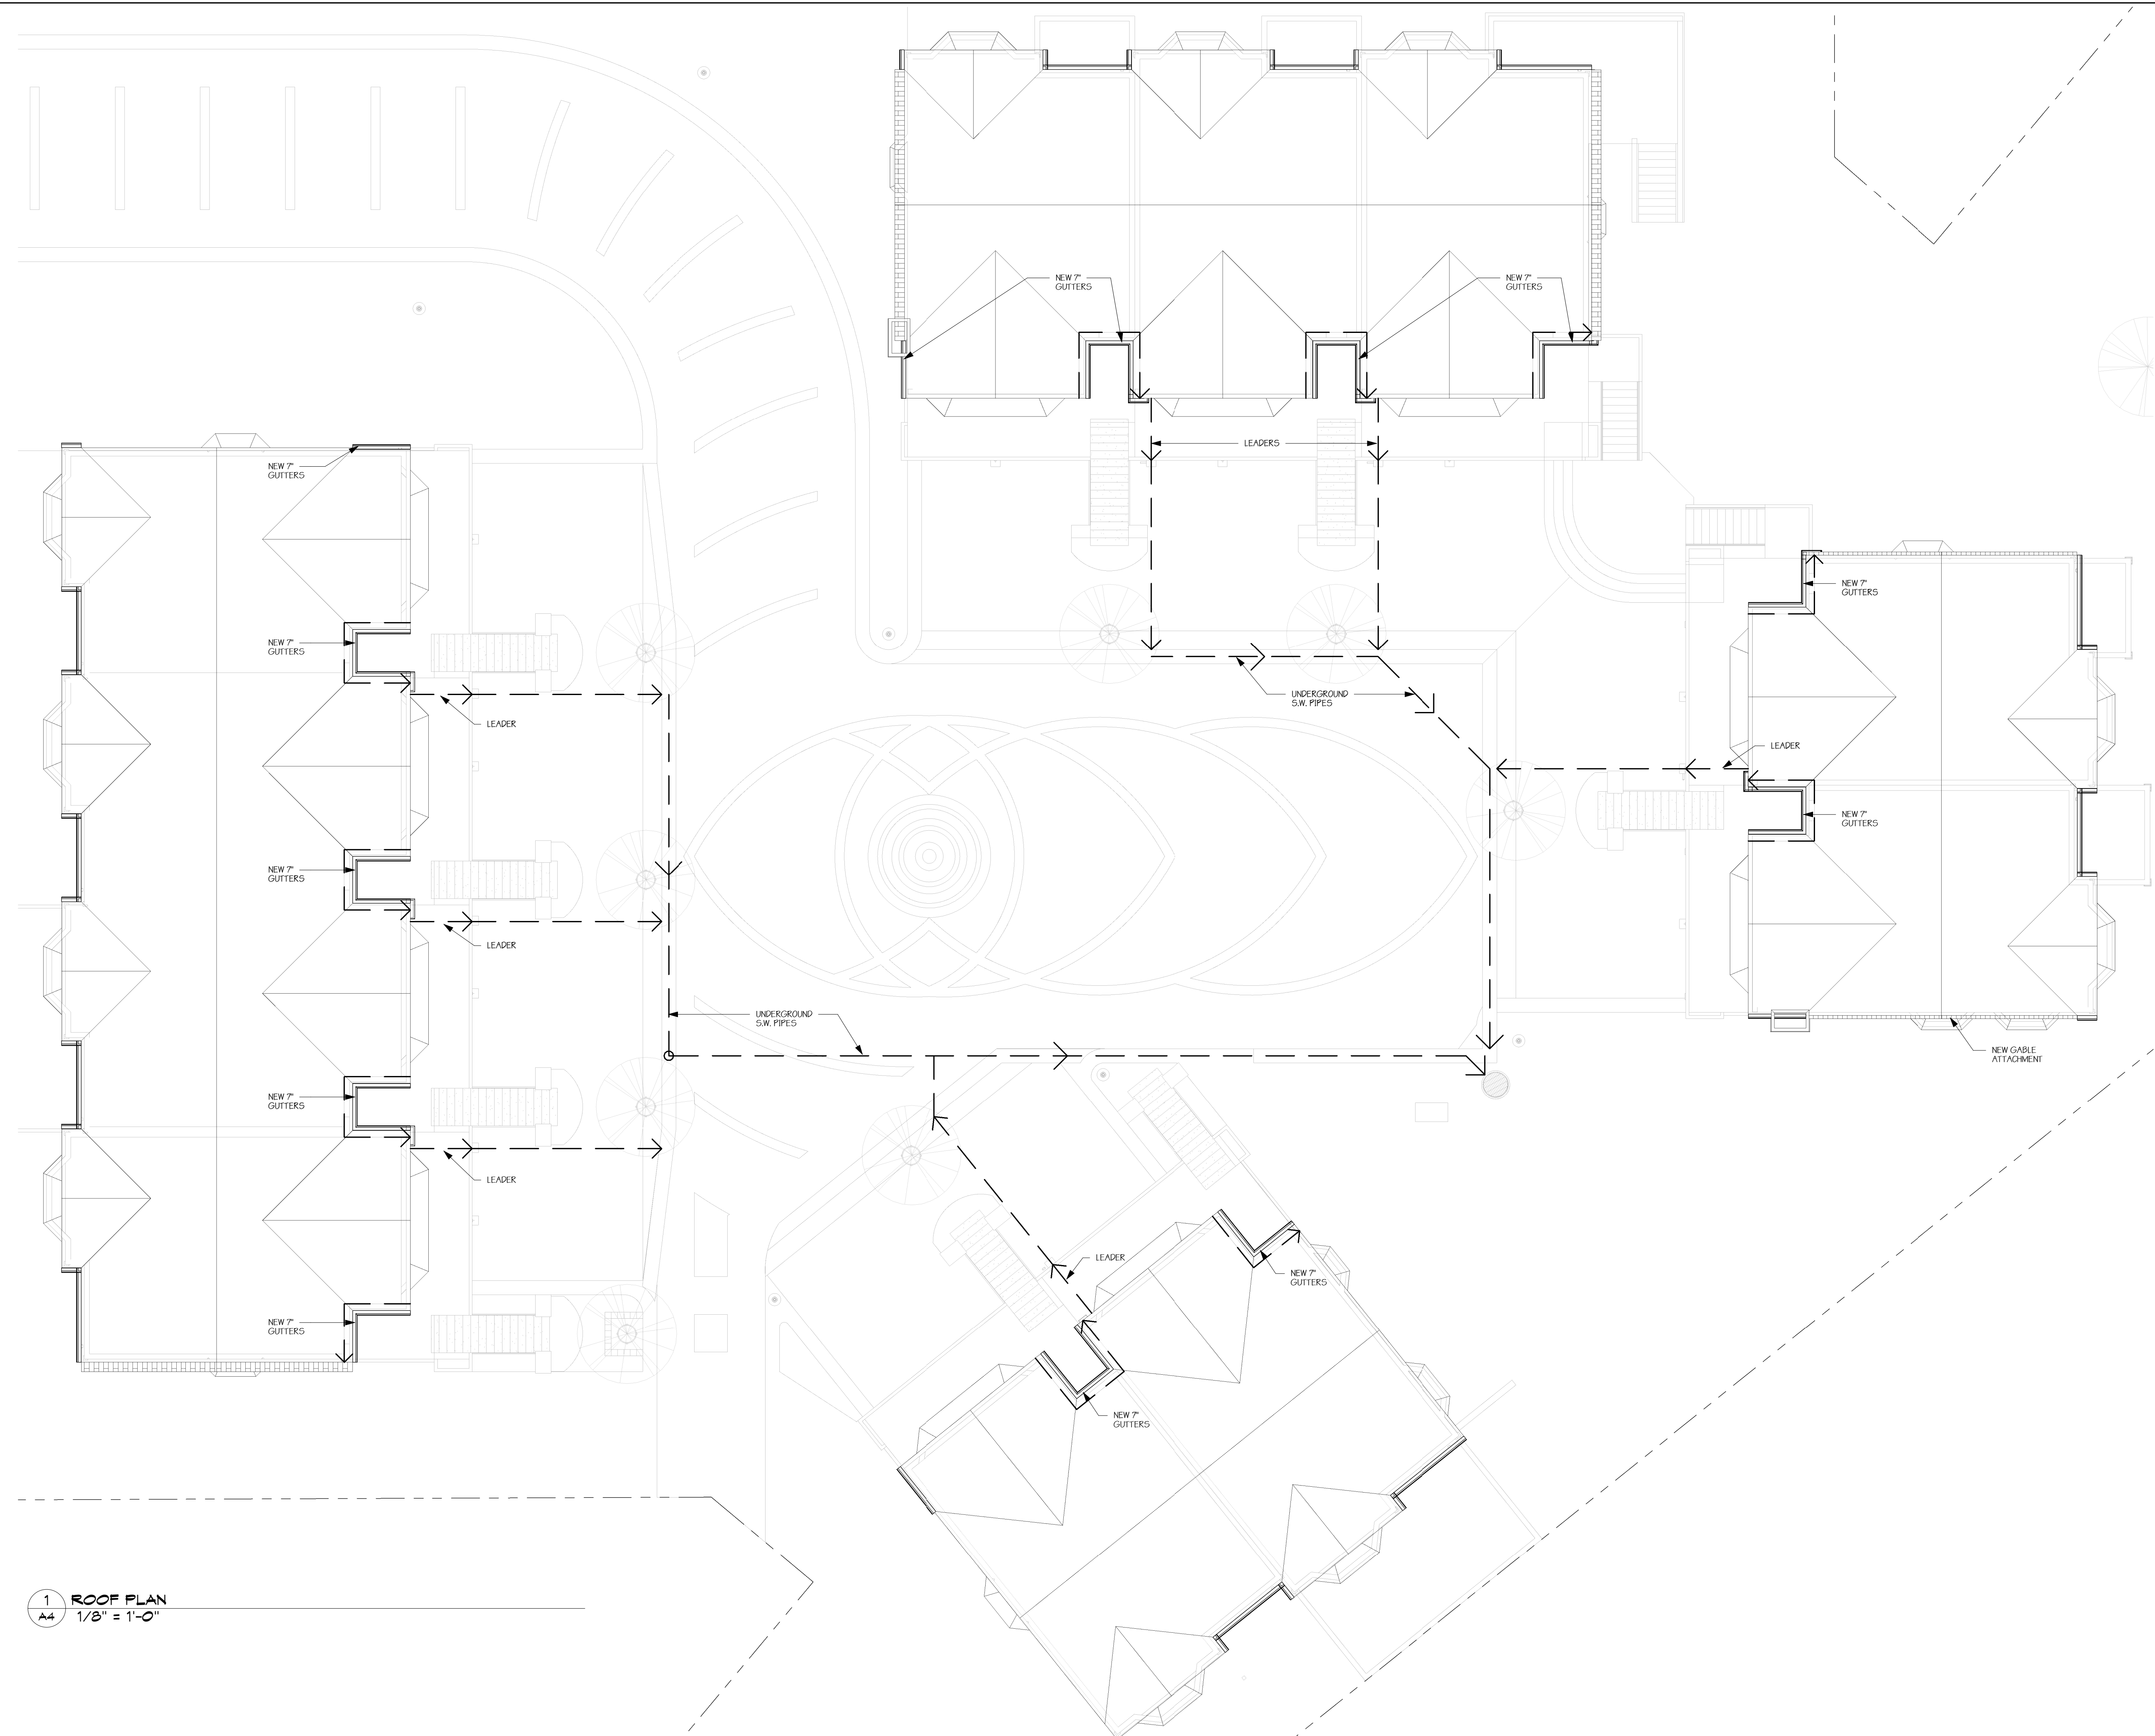 NEW 7"
GUTTERS
NEW 7"
GUTTERS
LEADERS
NEW 7"
GUTTERS
NEW 7"
GUTTERS
NEW 7"
GUTTERS
UNDERGROUND
S.W. PIPES
LEADER
LEADER
NEW 7"
GUTTERS
NEW 7"
GUTTERS
LEADER
UNDERGROUND
S.W. PIPES
NEW GABLE
ATTACHMENT
NEW 7"
GUTTERS
LEADER
LEADER
NEW 7"
GUTTERS
NEW 7"
GUTTERS
NEW 7"
GUTTERS
1
A4
ROOF PLAN
1/8" = 1'-0"